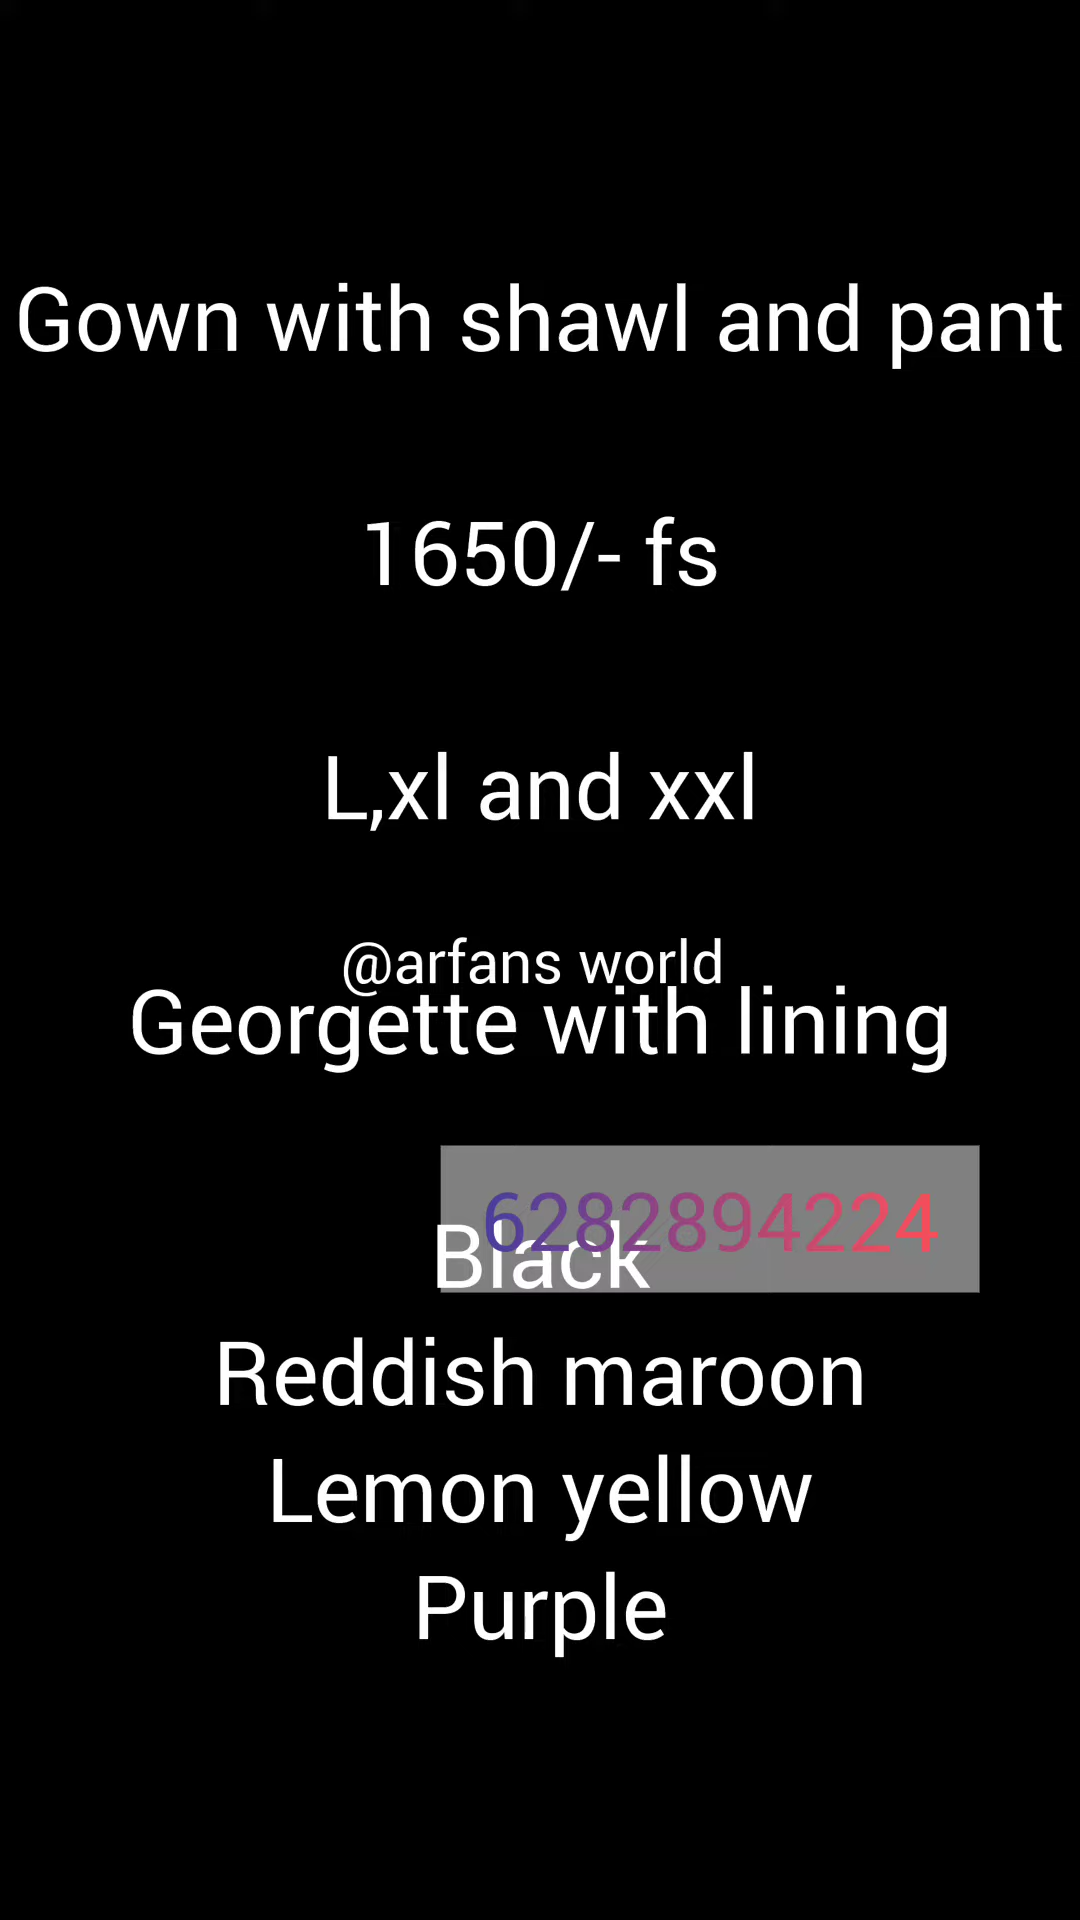 Gown with shawl and pant
1650/- fs
L,xl and xxl
@arfans world
Georgette with lining
6282894224
Black
Reddish maroon
Lemon yellow
Purple